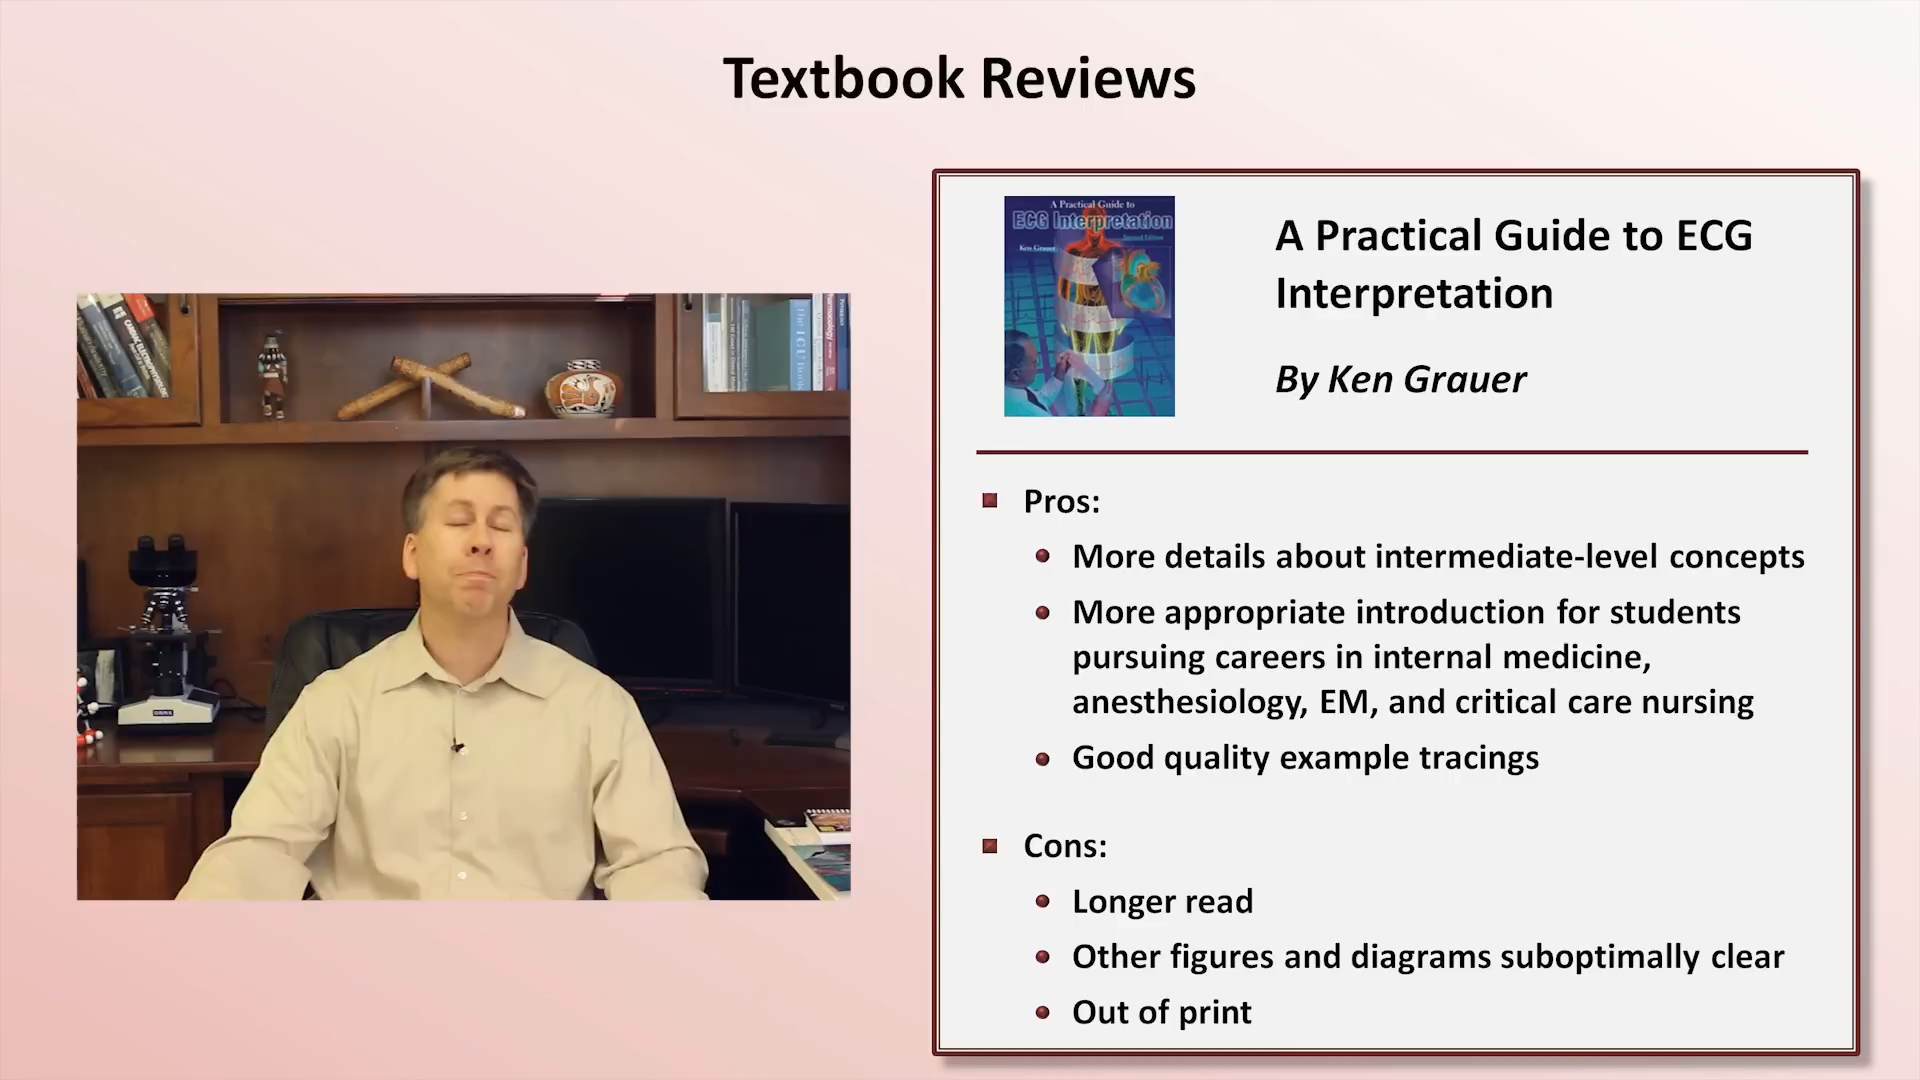 Textbook Reviews
A Practical Guide to
ECG Interpretation
Second Edition
Ken Grauer
A Practical Guide to ECG
Interpretation
By Ken Grauer
Pros:
More details about intermediate-level concepts
More appropriate introduction for students
pursuing careers in internal medicine,
anesthesiology, EM, and critical care nursing
Good quality example tracings
Cons:
Longer read
Other figures and diagrams suboptimally clear
Out of print